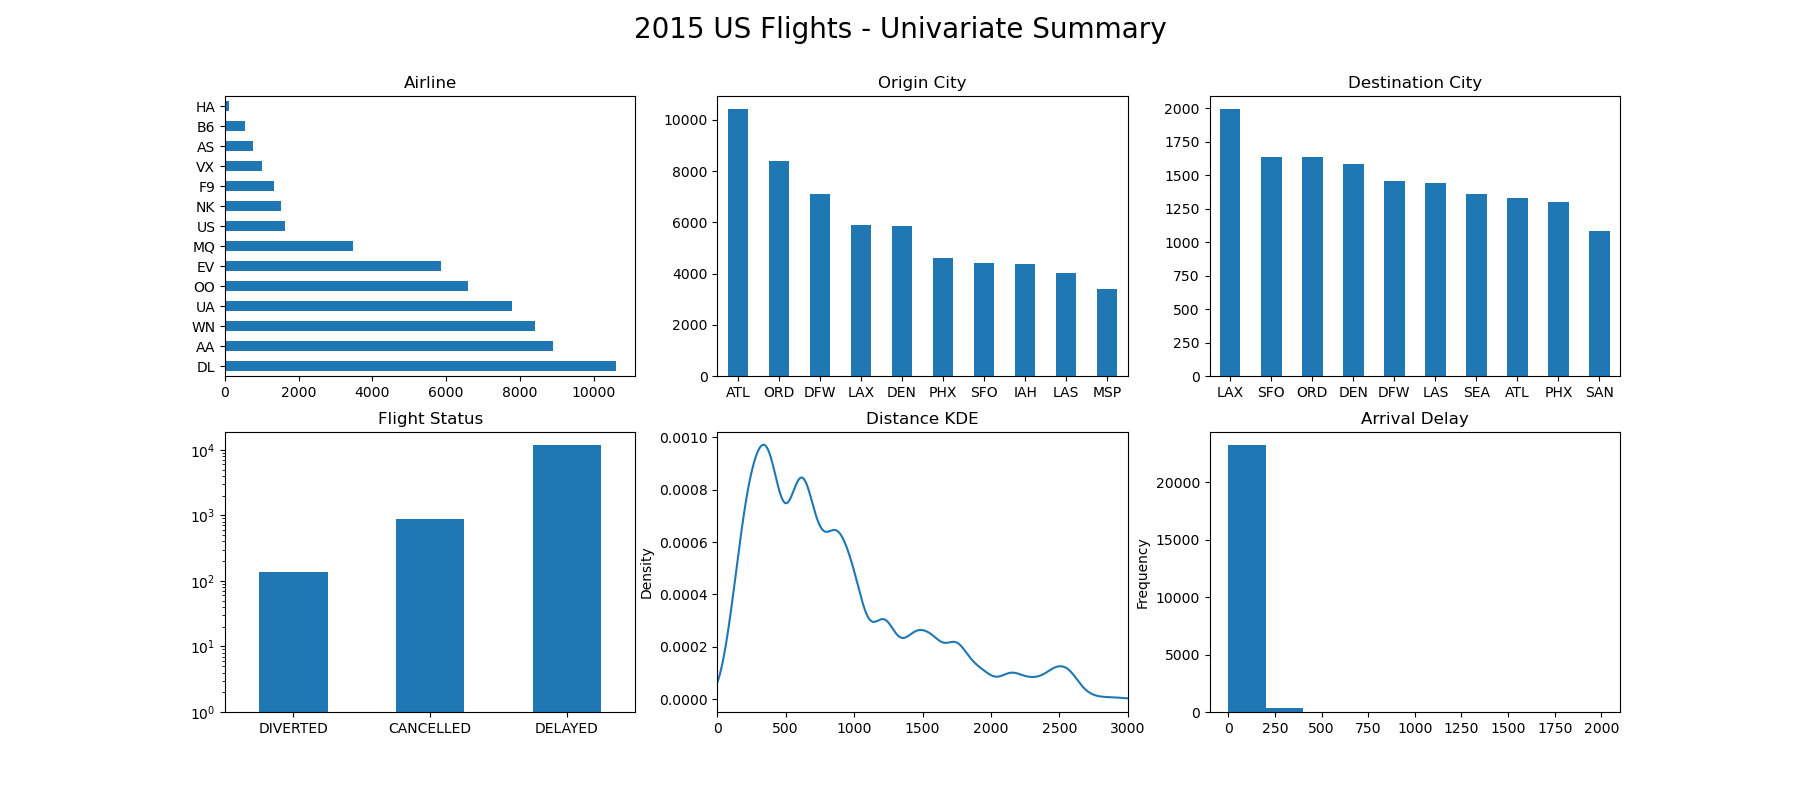 2015 US Flights - Univariate Summary
Airline
HA
B6
AS
VX
F9
NK
US
MQ
EV
OO
UA
WN
AA
DL
0 2000 4000 6000 8000 10000
Origin City
10000
8000
6000
4000
2000
0
ATL ORD DFW LAX DEN PHX SFO IAH LAS MSP
Destination City
2000
1750
1500
1250
1000
750
500
250
0
LAX SFO ORD DEN DFW LAS SEA ATL PHX SAN
Flight Status
10⁴
10³
10²
10¹
10⁰
DIVERTED CANCELLED DELAYED
Distance KDE
Density
0.0010
0.0008
0.0006
0.0004
0.0002
0.0000
0 500 1000 1500 2000 2500 3000
Arrival Delay
Frequency
20000
15000
10000
5000
0
0 250 500 750 1000 1250 1500 1750 2000